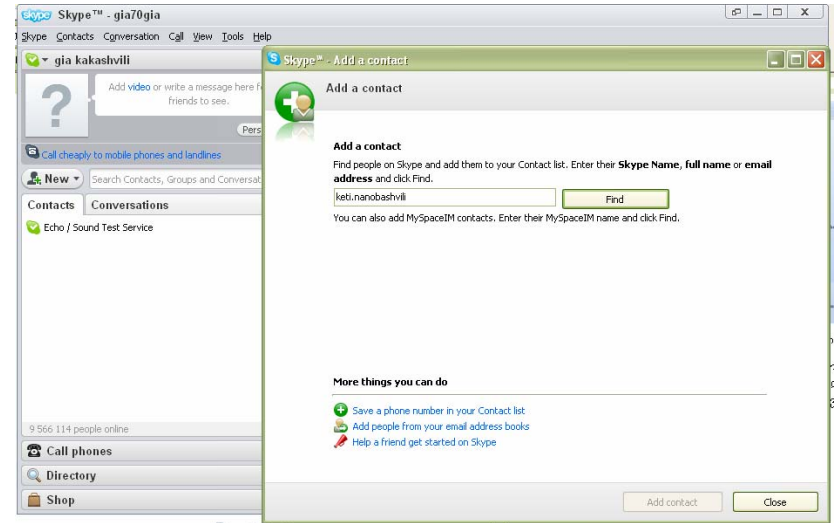 skype Skype™ - gia70gia
Skype Contacts Conversation Call View Tools Help
gia kakashvili
Add video or write a message here f
friends to see.
Pers
Call cheaply to mobile phones and landlines
New
Search Contacts, Groups and Conversat
Contacts Conversations
Echo / Sound Test Service
9 566 114 people online
Call phones
Directory
Shop
Skype™ - Add a contact
Add a contact
Add a contact
Find people on Skype and add them to your Contact list. Enter their Skype Name, full name or email
address and click Find.
keti.nanobashvili
Find
You can also add MySpaceIM contacts. Enter their MySpaceIM name and click Find.
More things you can do
Save a phone number in your Contact list
Add people from your email address books
Help a friend get started on Skype
Add contact
Close